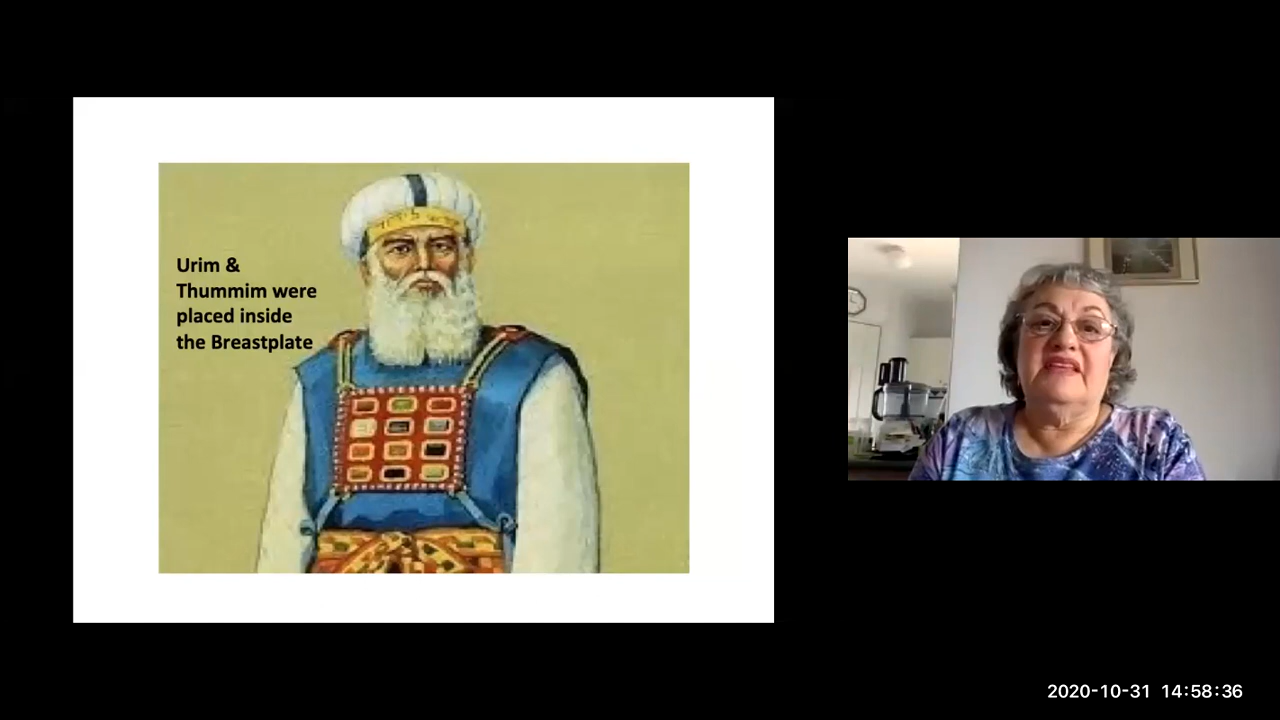 Urim &
Thummim were
placed inside
the Breastplate
2020-10-31 14:58:36